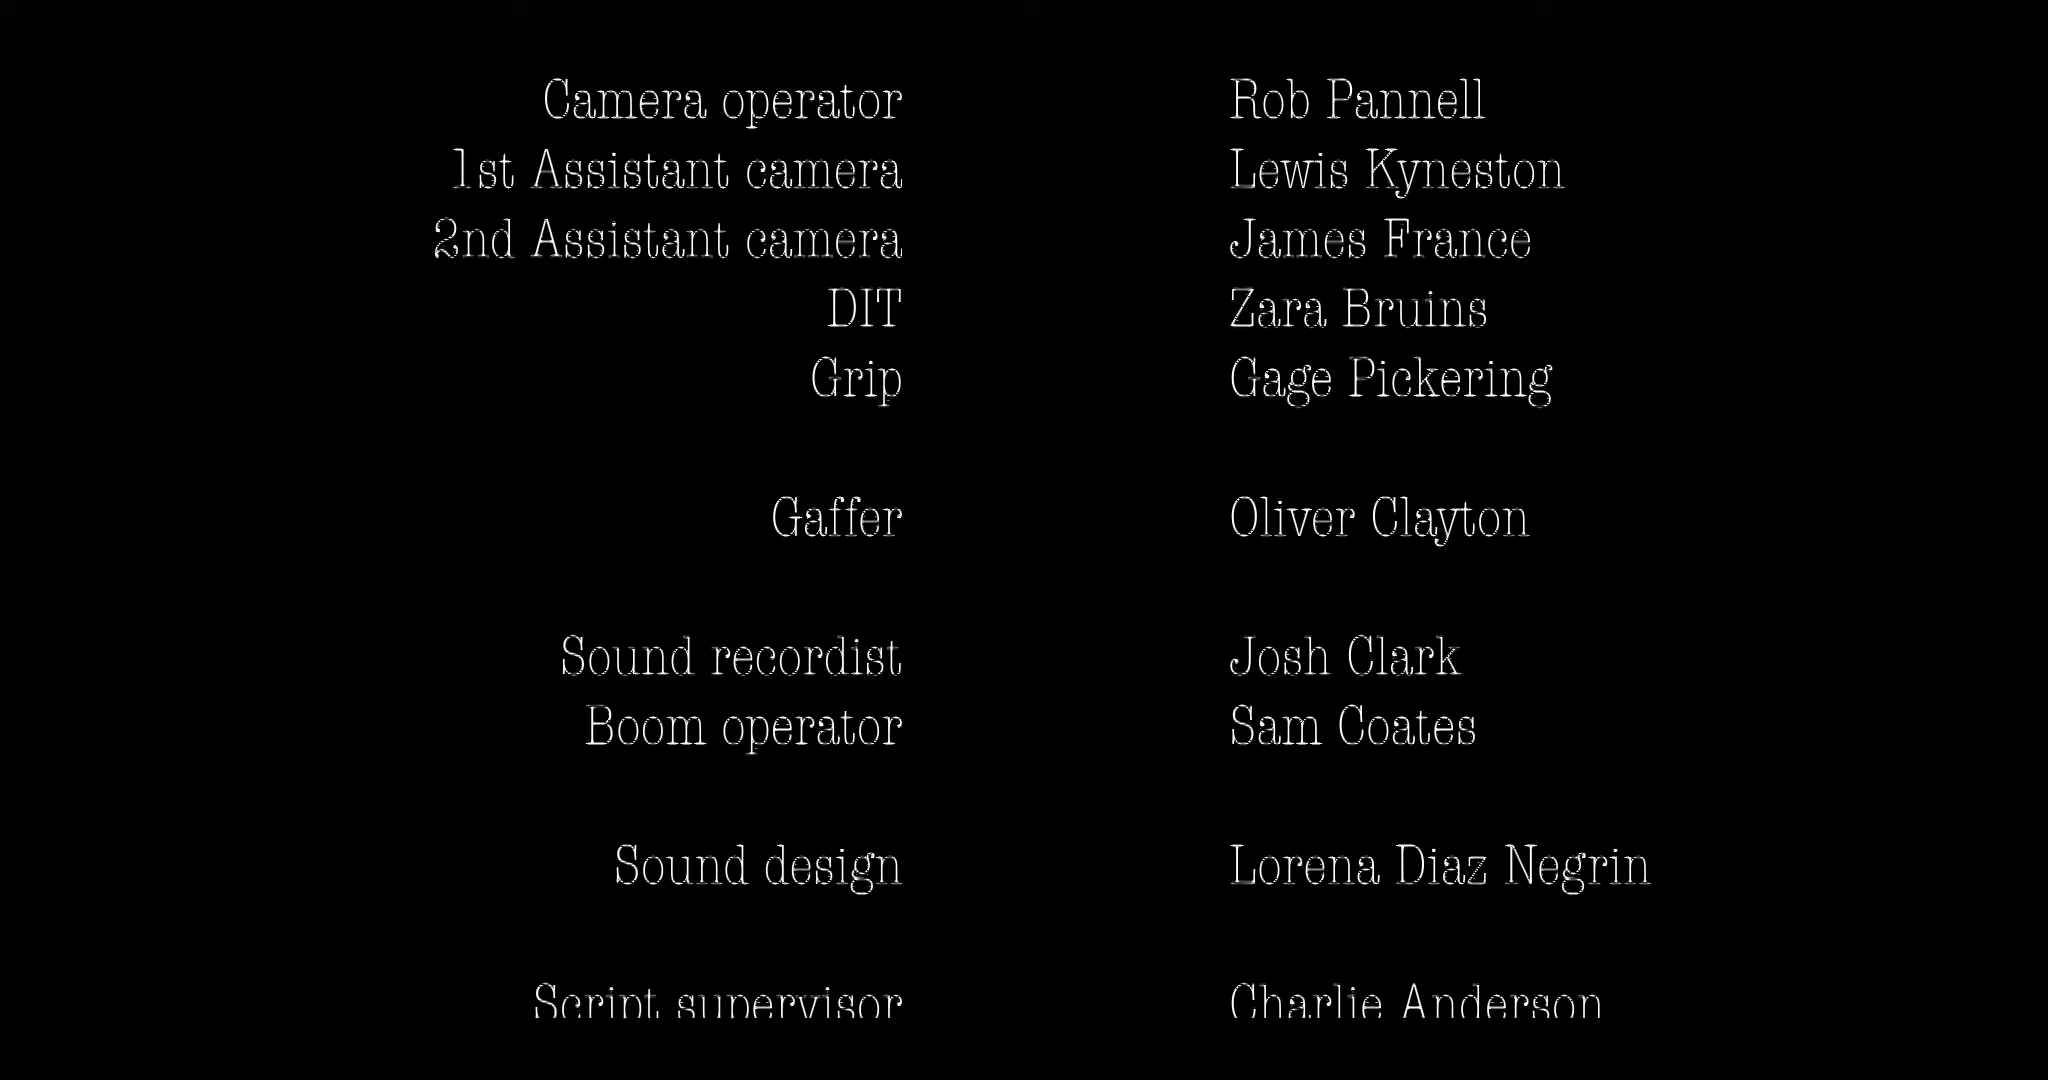 Camera operator Rob Pannell
1st Assistant camera Lewis Kyneston
2nd Assistant camera James France
DIT Zara Bruins
Grip Gage Pickering
Gaffer Oliver Clayton
Sound recordist Josh Clark
Boom operator Sam Coates
Sound design Lorena Diaz Negrin
Script supervisor Charlie Anderson